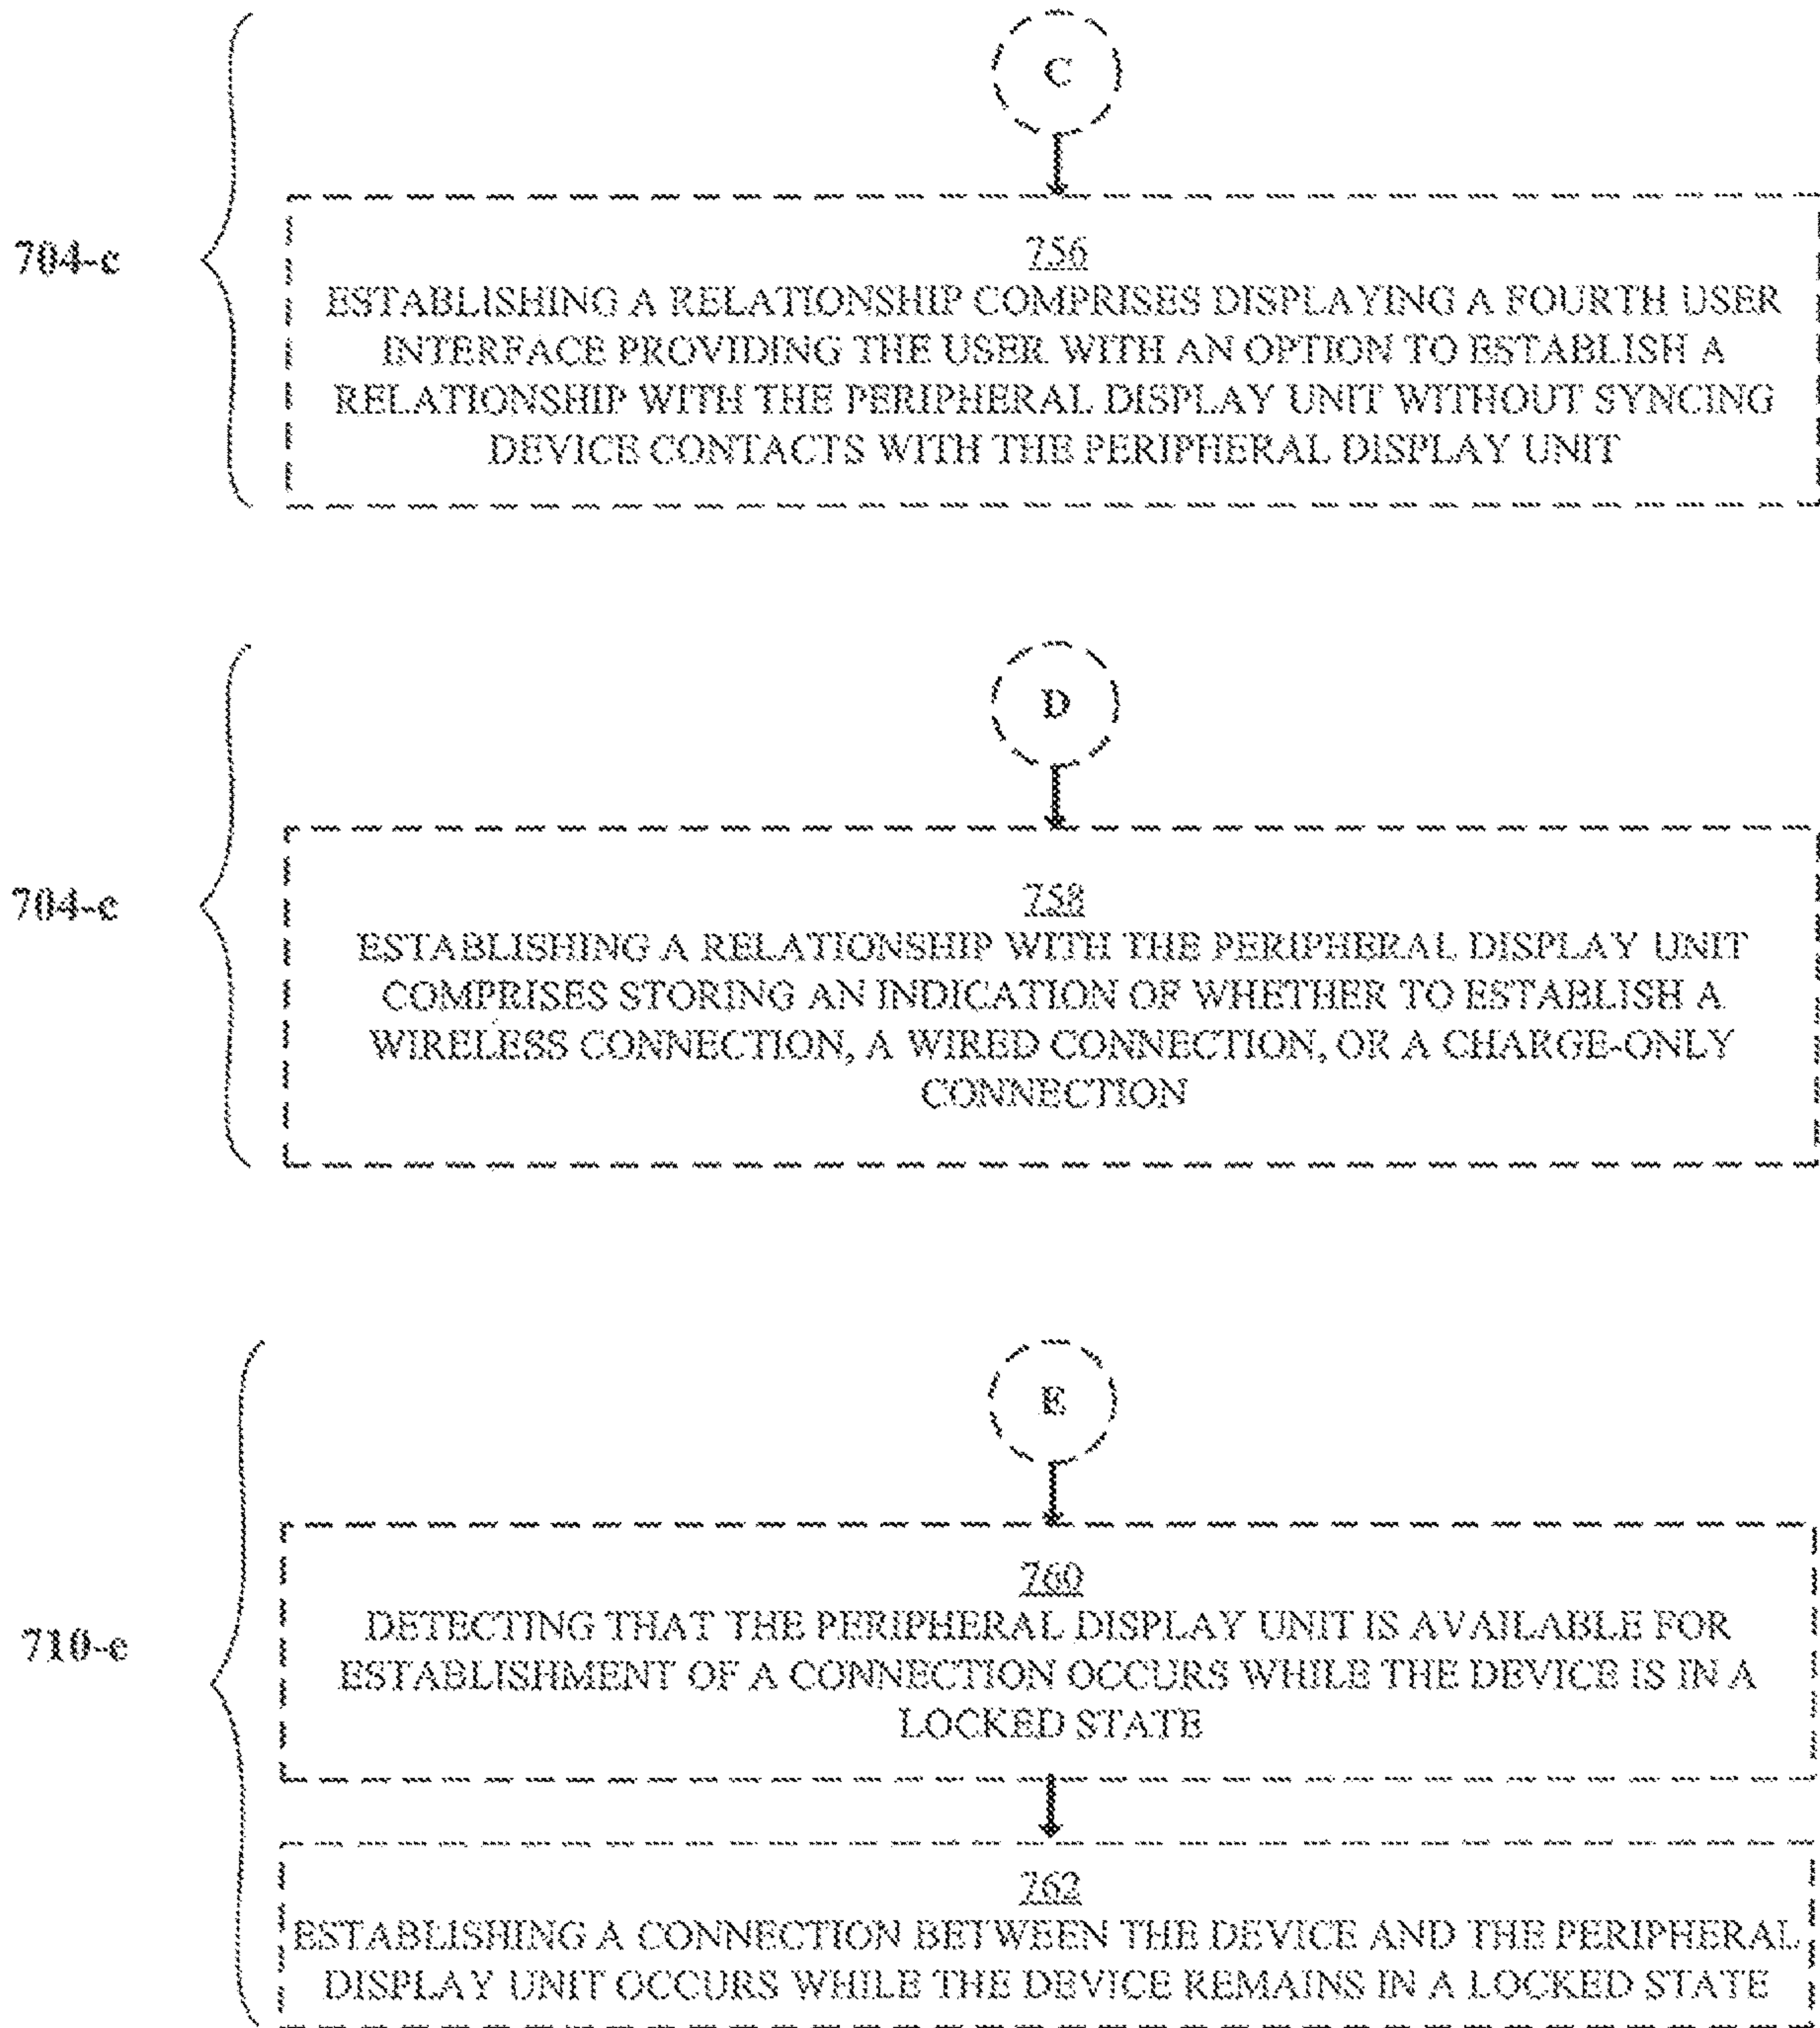 C
704-c
756
ESTABLISHING A RELATIONSHIP COMPRISES DISPLAYING A FOURTH USER
INTERFACE PROVIDING THE USER WITH AN OPTION TO ESTABLISH A
RELATIONSHIP WITH THE PERIPHERAL DISPLAY UNIT WITHOUT SYNCING
DEVICE CONTACTS WITH THE PERIPHERAL DISPLAY UNIT
D
704-c
758
ESTABLISHING A RELATIONSHIP WITH THE PERIPHERAL DISPLAY UNIT
COMPRISES STORING AN INDICATION OF WHETHER TO ESTABLISH A
WIRELESS CONNECTION, A WIRED CONNECTION, OR A CHARGE-ONLY
CONNECTION
E
710-e
760
DETECTING THAT THE PERIPHERAL DISPLAY UNIT IS AVAILABLE FOR
ESTABLISHMENT OF A CONNECTION OCCURS WHILE THE DEVICE IS IN A
LOCKED STATE
762
ESTABLISHING A CONNECTION BETWEEN THE DEVICE AND THE PERIPHERAL
DISPLAY UNIT OCCURS WHILE THE DEVICE REMAINS IN A LOCKED STATE